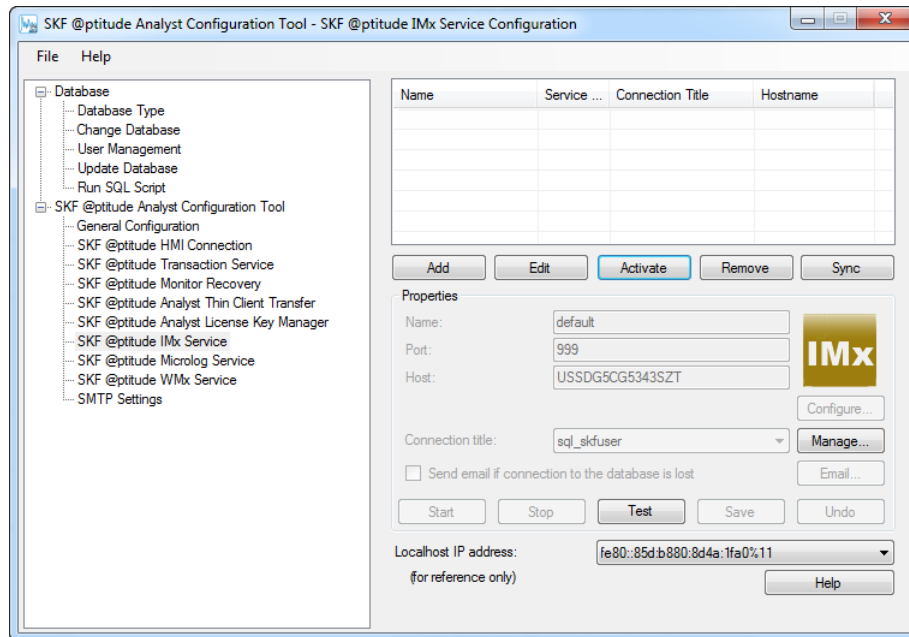 SKF @ptitude Analyst Configuration Tool - SKF @ptitude IMx Service Configuration
File Help
Database
Database Type
Change Database
User Management
Update Database
Run SQL Script
SKF @ptitude Analyst Configuration Tool
General Configuration
SKF @ptitude HMI Connection
SKF @ptitude Transaction Service
SKF @ptitude Monitor Recovery
SKF @ptitude Analyst Thin Client Transfer
SKF @ptitude Analyst License Key Manager
SKF @ptitude IMx Service
SKF @ptitude Microlog Service
SKF @ptitude WMx Service
SMTP Settings
Name Service ... Connection Title Hostname
Add Edit Activate Remove Sync
Properties
Name: default
Port: 999
Host: USSDG5CG5343SZT
IMx
Configure...
Connection title: sql_skfuser Manage...
Send email if connection to the database is lost Email...
Start Stop Test Save Undo
Localhost IP address: fe80::85d:b880:8d4a:1fa0%11
(for reference only) Help